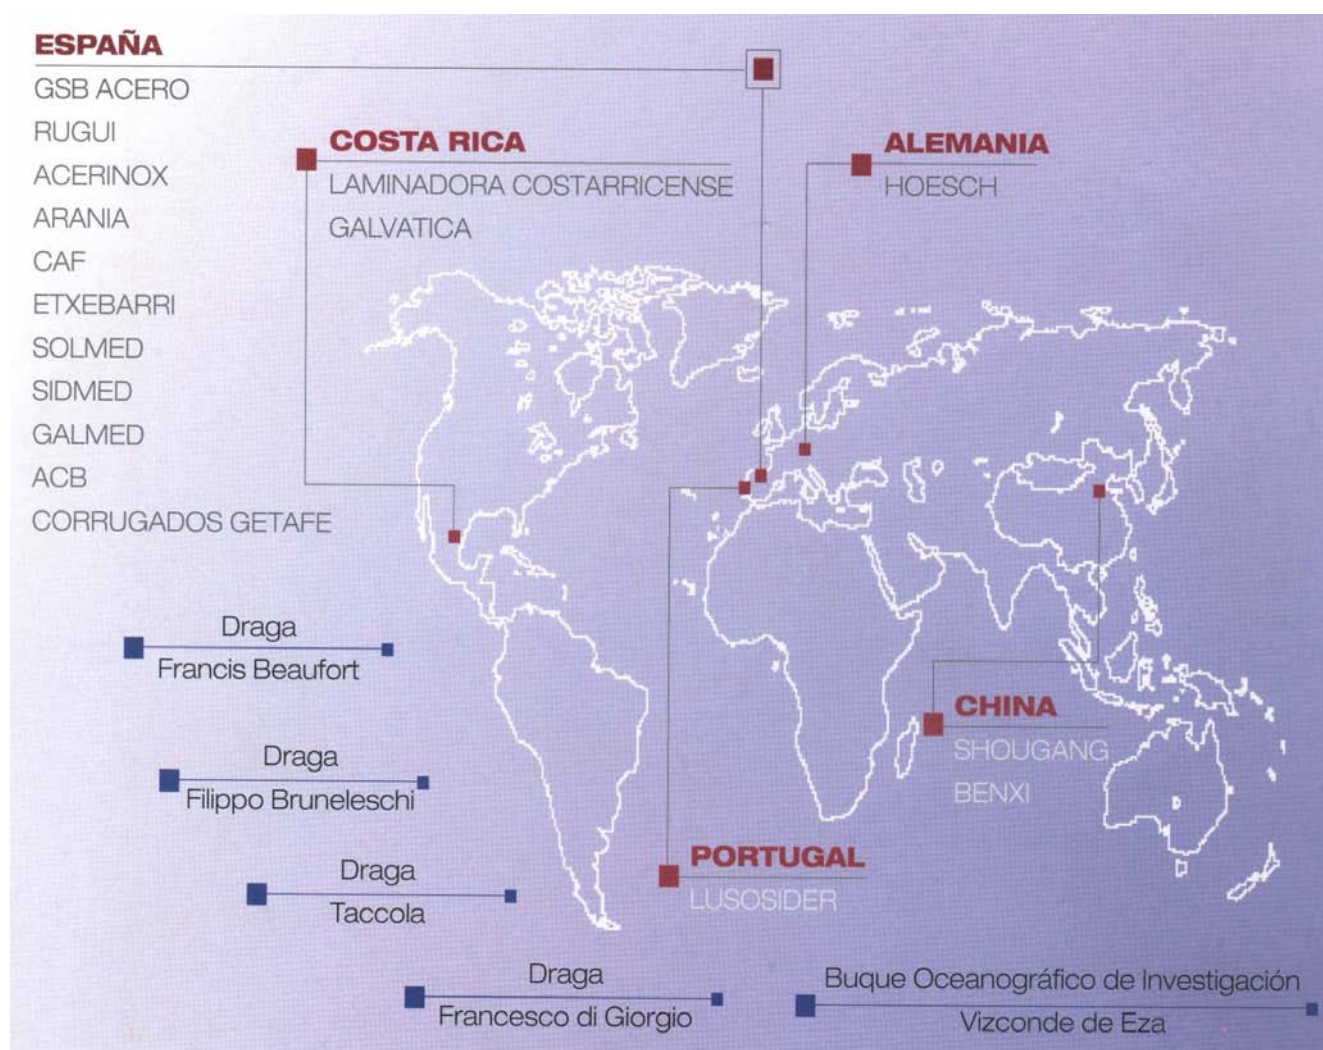 ESPAÑA
GSB ACERO
RUGUI
ACERINOX
ARANIA
CAF
ETXEBARRI
SOLMED
SIDMED
GALMED
ACB
CORRUGADOS GETAFE
COSTA RICA
LAMINADORA COSTARRICENSE
GALVATICA
ALEMANIA
HOESCH
CHINA
SHOUGANG
BENXI
PORTUGAL
LUSOSIDER
Draga
Francis Beaufort
Draga
Filippo Bruneleschi
Draga
Taccola
Draga
Francesco di Giorgio
Buque Oceanográfico de Investigación
Vizconde de Eza